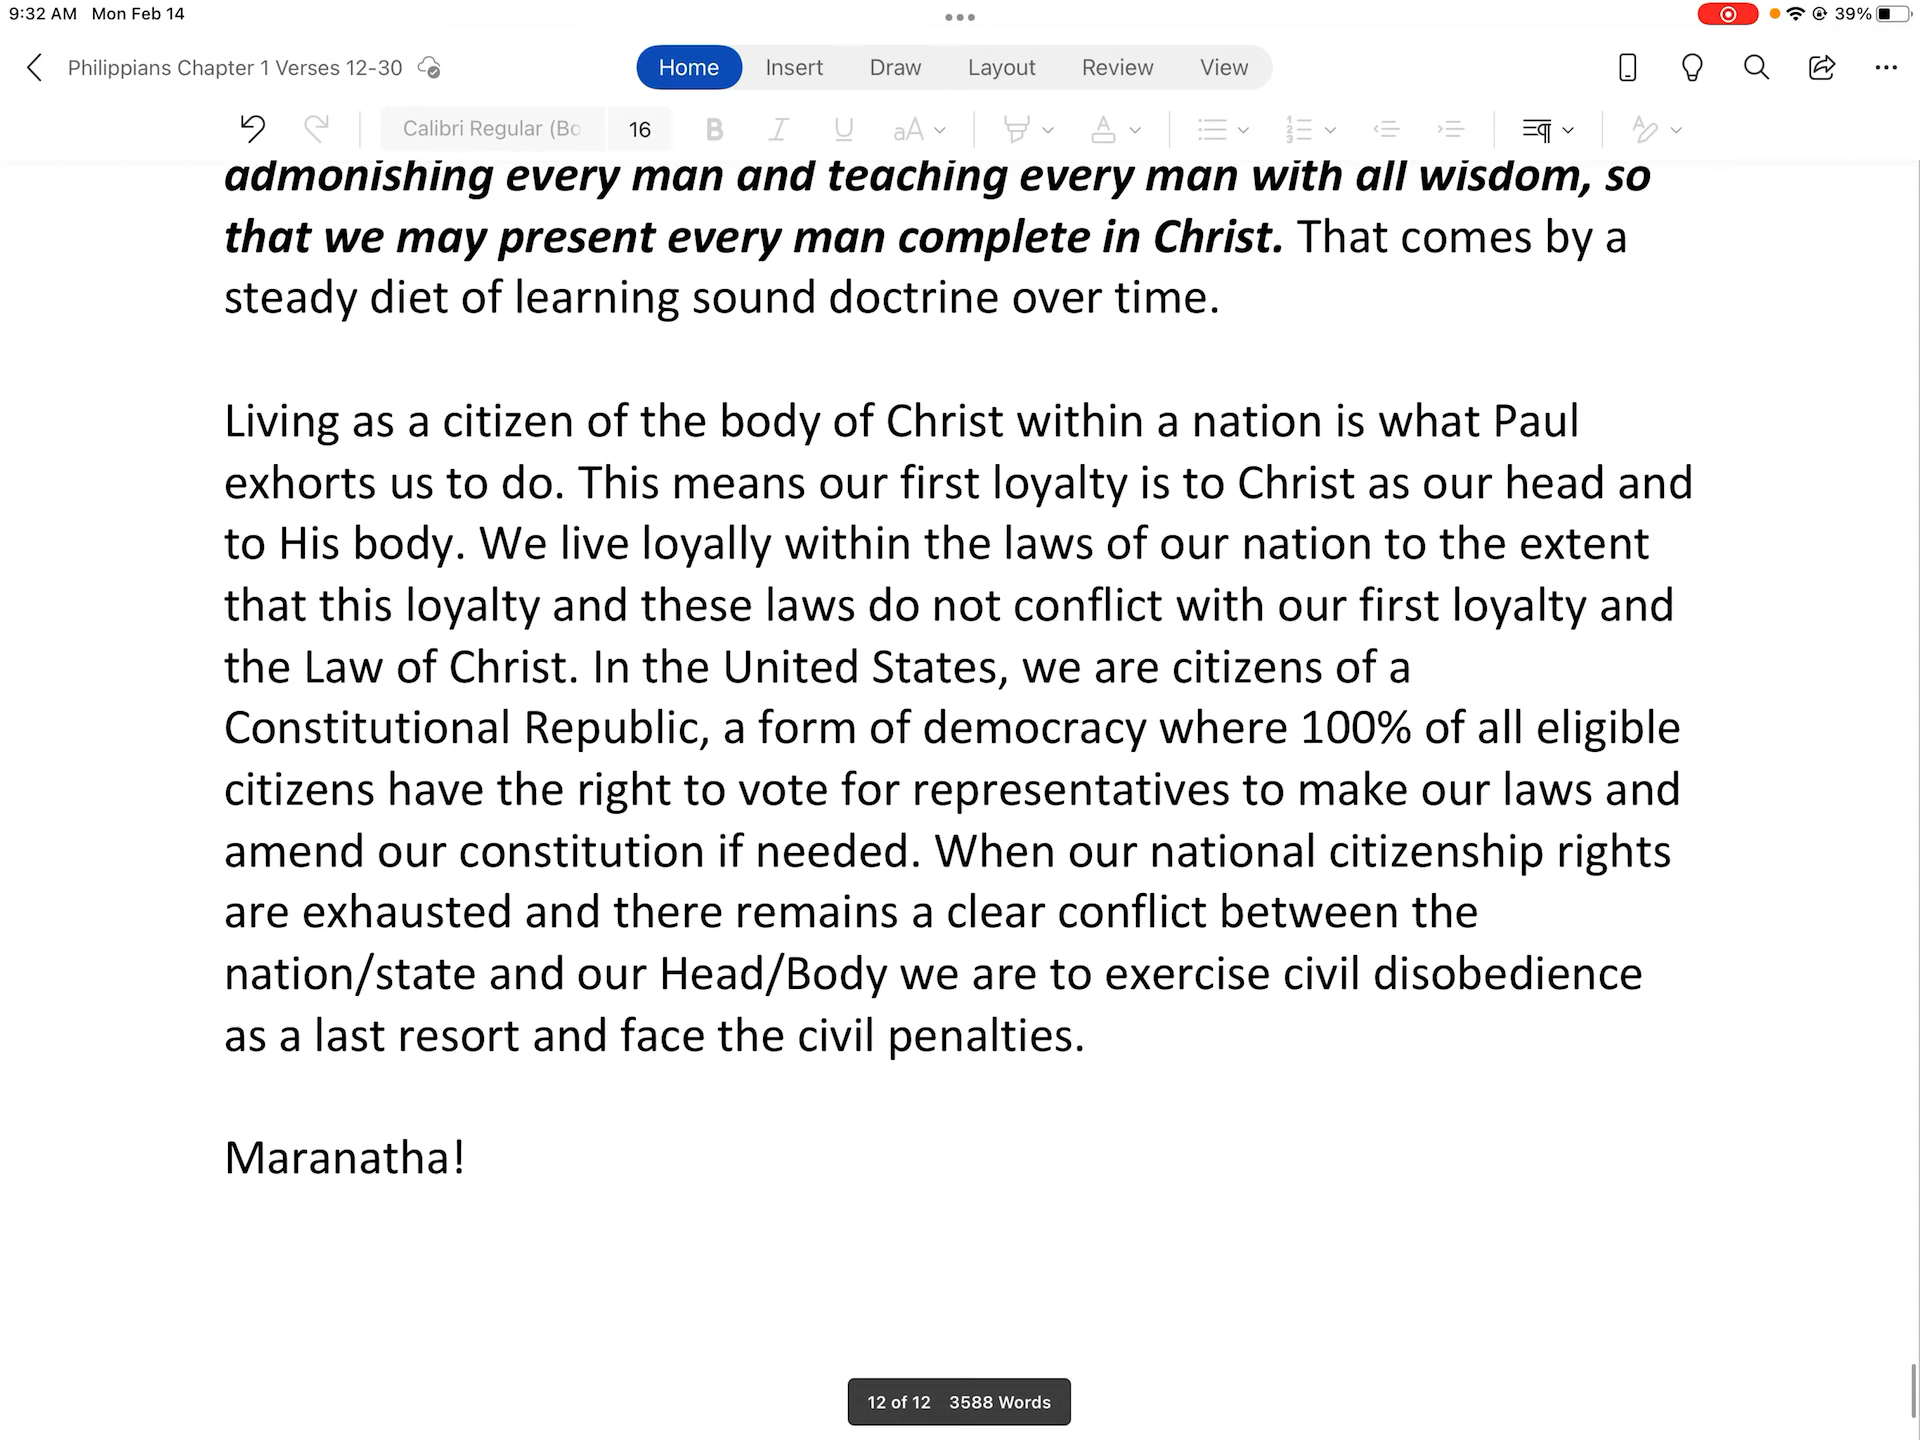 9:32 AM Mon Feb 14 39%
Philippians Chapter 1 Verses 12-30 Home Insert Draw Layout Review View
Calibri Regular (Bo 16 B I U aA A
admonishing every man and teaching every man with all wisdom, so
that we may present every man complete in Christ. That comes by a
steady diet of learning sound doctrine over time.
Living as a citizen of the body of Christ within a nation is what Paul
exhorts us to do. This means our first loyalty is to Christ as our head and
to His body. We live loyally within the laws of our nation to the extent
that this loyalty and these laws do not conflict with our first loyalty and
the Law of Christ. In the United States, we are citizens of a
Constitutional Republic, a form of democracy where 100% of all eligible
citizens have the right to vote for representatives to make our laws and
amend our constitution if needed. When our national citizenship rights
are exhausted and there remains a clear conflict between the
nation/state and our Head/Body we are to exercise civil disobedience
as a last resort and face the civil penalties.
Maranatha!
12 of 12 3588 Words